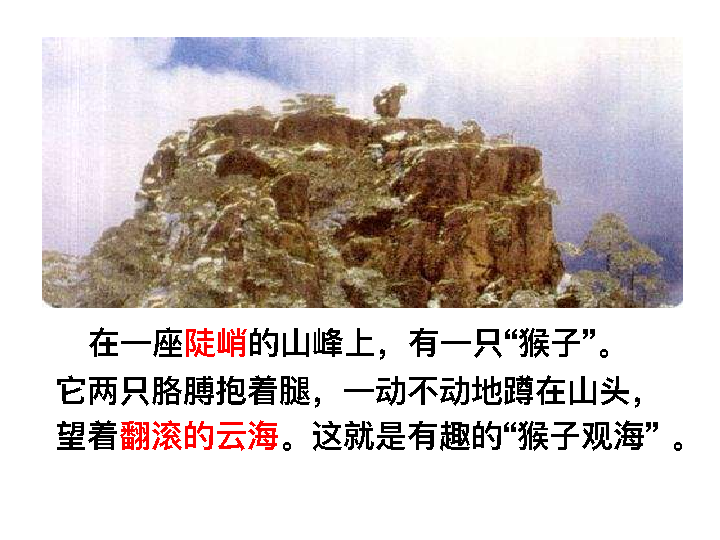 在一座陡峭的山峰上，有一只“猴子”。
它两只胳膊抱着腿，一动不动地蹲在山头，
望着翻滚的云海。这就是有趣的“猴子观海” 。